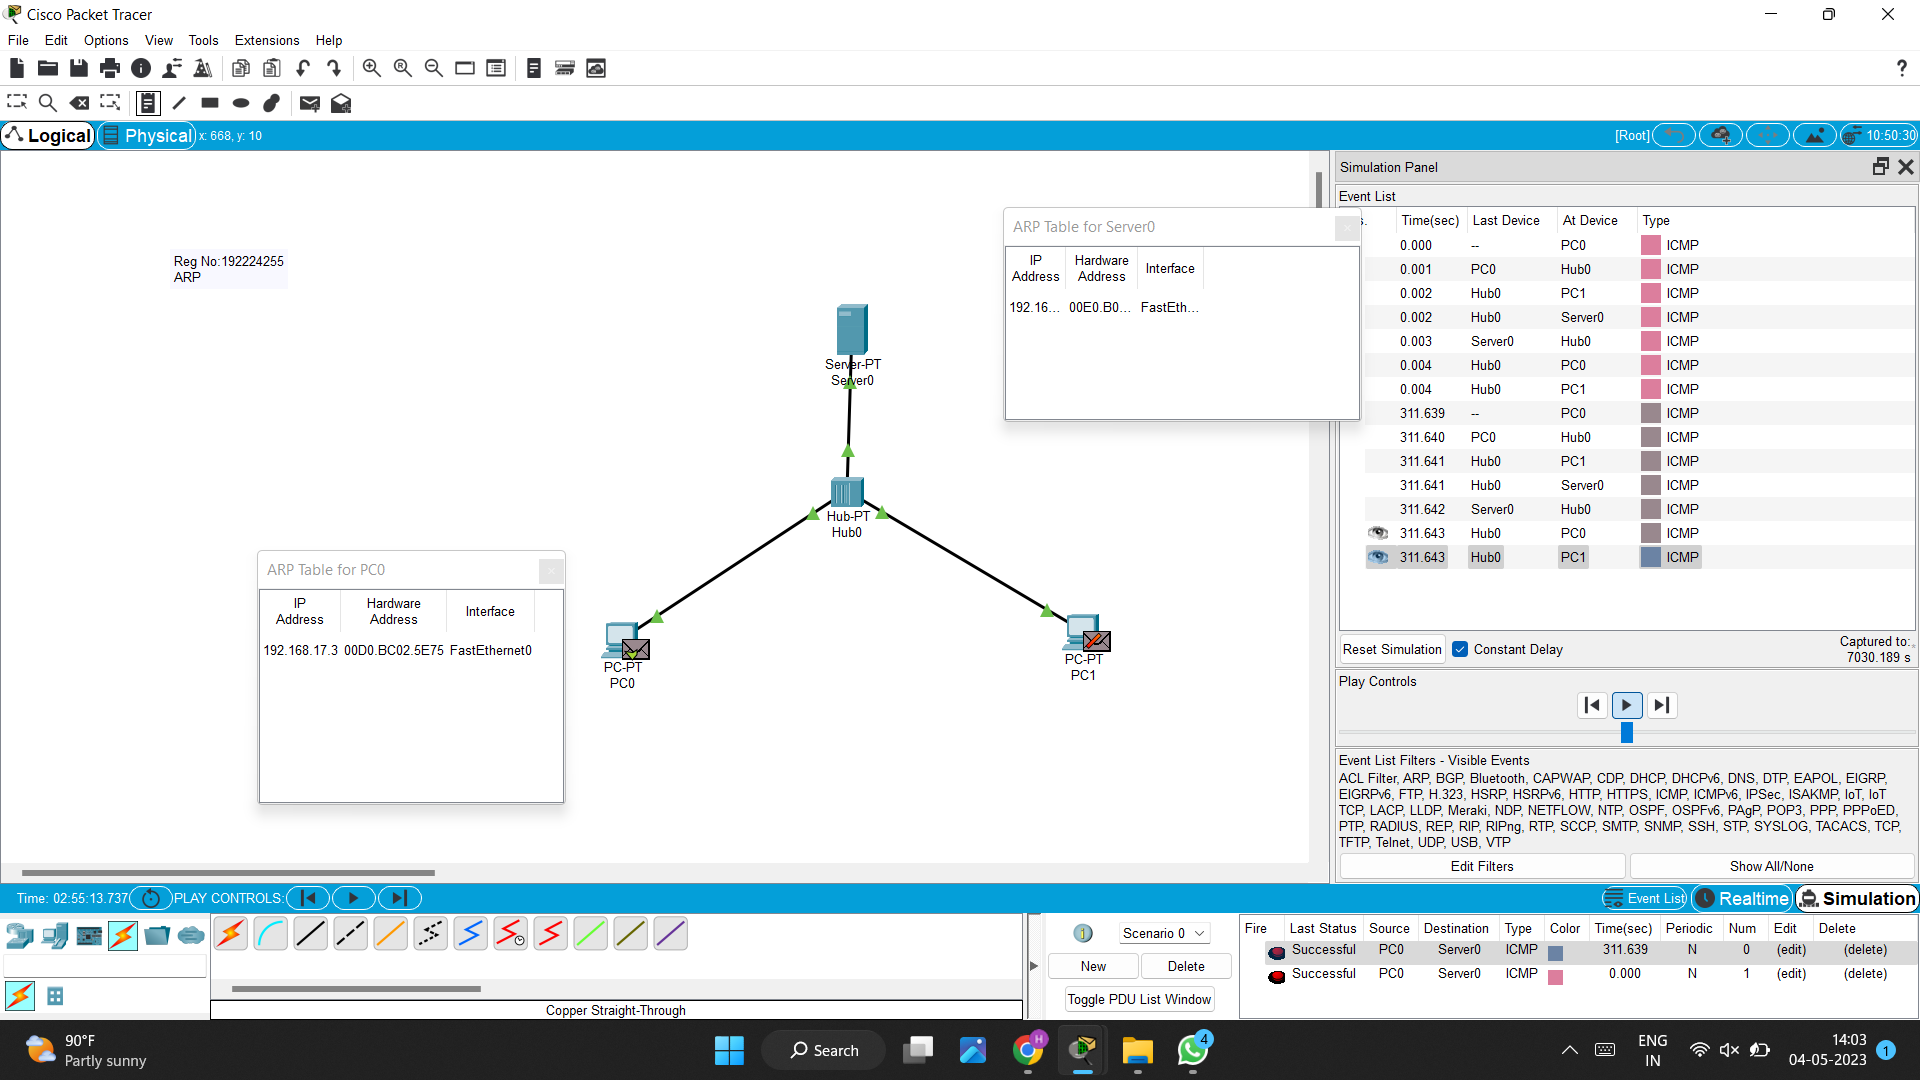 Cisco Packet Tracer
File Edit Options View Tools Extensions Help
Logical Physical x: 668, y: 10 [Root] 10:50:30
Reg No:192224255
ARP
Server-PT
Server0
Hub-PT
Hub0
PC-PT
PC0
PC-PT
PC1
ARP Table for Server0
IP Address Hardware Address Interface
192.16... 00E0.B0... FastEth...
ARP Table for PC0
IP Address Hardware Address Interface
192.168.17.3 00D0.BC02.5E75 FastEthernet0
Simulation Panel
Event List
s. Time(sec) Last Device At Device Type
0.000 -- PC0 ICMP
0.001 PC0 Hub0 ICMP
0.002 Hub0 PC1 ICMP
0.002 Hub0 Server0 ICMP
0.003 Server0 Hub0 ICMP
0.004 Hub0 PC0 ICMP
0.004 Hub0 PC1 ICMP
311.639 -- PC0 ICMP
311.640 PC0 Hub0 ICMP
311.641 Hub0 PC1 ICMP
311.641 Hub0 Server0 ICMP
311.642 Server0 Hub0 ICMP
311.643 Hub0 PC0 ICMP
311.643 Hub0 PC1 ICMP
Reset Simulation Constant Delay
Captured to:
7030.189 s
Play Controls
Event List Filters - Visible Events
ACL Filter, ARP, BGP, Bluetooth, CAPWAP, CDP, DHCP, DHCPv6, DNS, DTP, EAPOL, EIGRP,
EIGRPv6, FTP, H.323, HSRP, HSRPv6, HTTP, HTTPS, ICMP, ICMPv6, IPSec, ISAKMP, IoT, IoT
TCP, LACP, LLDP, Meraki, NDP, NETFLOW, NTP, OSPF, OSPFv6, PAgP, POP3, PPP, PPPoED,
PTP, RADIUS, REP, RIP, RIPng, RTP, SCCP, SMTP, SNMP, SSH, STP, SYSLOG, TACACS, TCP,
TFTP, Telnet, UDP, USB, VTP
Edit Filters Show All/None
Time: 02:55:13.737 PLAY CONTROLS: Event List Realtime Simulation
Copper Straight-Through
Scenario 0
New Delete
Toggle PDU List Window
Fire Last Status Source Destination Type Color Time(sec) Periodic Num Edit Delete
Successful PC0 Server0 ICMP 311.639 N 0 (edit) (delete)
Successful PC0 Server0 ICMP 0.000 N 1 (edit) (delete)
90°F
Partly sunny
Search
H
4
ENG
IN
14:03
04-05-2023
1